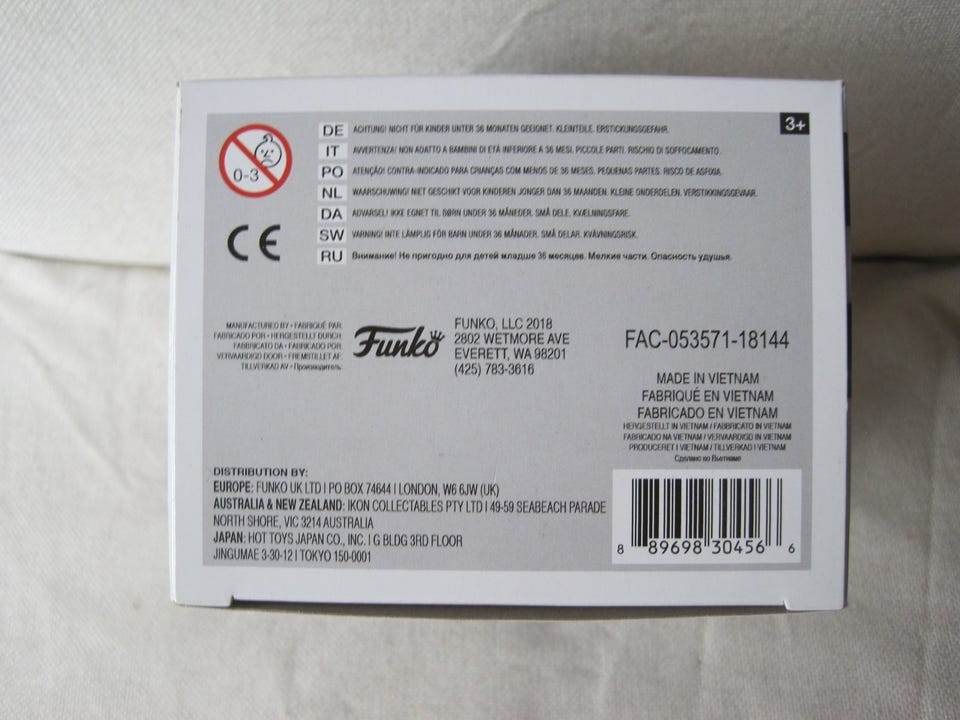 0-3
3+
DE ACHTUNG! NICHT FÜR KINDER UNTER 36 MONATEN GEEIGNET. KLEINTEILE. ERSTICKUNGSGEFAHR.
IT AVVERTENZA! NON ADATTO A BAMBINI DI ETÀ INFERIORE A 36 MESI. PICCOLE PARTI. RISCHIO DI SOFFOCAMENTO.
PO ATENÇÃO! CONTRA-INDICADO PARA CRIANÇAS COM MENOS DE 36 MESES. PEQUENAS PARTES. RISCO DE ASFIXIA.
NL WAARSCHUWING! NIET GESCHIKT VOOR KINDEREN JONGER DAN 36 MAANDEN. KLEINE ONDERDELEN. VERSTIKKINGSGEVAAR.
DA ADVARSEL! IKKE EGNET TIL BØRN UNDER 36 MÅNEDER. SMÅ DELE. KVÆLNINGSFARE.
SW VARNING! INTE LÄMPLIG FÖR BARN UNDER 36 MÅNADER. SMÅ DELAR. KVÄVNINGSRISK.
RU Внимание! Не пригодно для детей младше 36 месяцев. Мелкие части. Опасность удушья.
CE
MANUFACTURED BY • FABRIQUÉ PAR
FABRICADO POR • HERGESTELLT DURCH
FABBRICATO DA • FABRICADO POR
VERVAARDIGD DOOR • FREMSTILLET AF
TILLVERKAD AV • Производитель:
Funko
FUNKO, LLC 2018
2802 WETMORE AVE
EVERETT, WA 98201
(425) 783-3616
FAC-053571-18144
MADE IN VIETNAM
FABRIQUÉ EN VIETNAM
FABRICADO EN VIETNAM
HERGESTELLT IN VIETNAM / FABBRICATO IN VIETNAM
FABRICADO NA VIETNAM / VERVAARDIGD IN VIETNAM
PRODUCERET I VIETNAM / TILLVERKAD I VIETNAM
Сделано во Вьетнаме
DISTRIBUTION BY:
EUROPE: FUNKO UK LTD | PO BOX 74644 | LONDON, W6 6JW (UK)
AUSTRALIA & NEW ZEALAND: IKON COLLECTABLES PTY LTD | 49-59 SEABEACH PARADE
NORTH SHORE, VIC 3214 AUSTRALIA
JAPAN: HOT TOYS JAPAN CO., INC. | G BLDG 3RD FLOOR
JINGUMAE 3-30-12 | TOKYO 150-0001
8 89698 30456 6